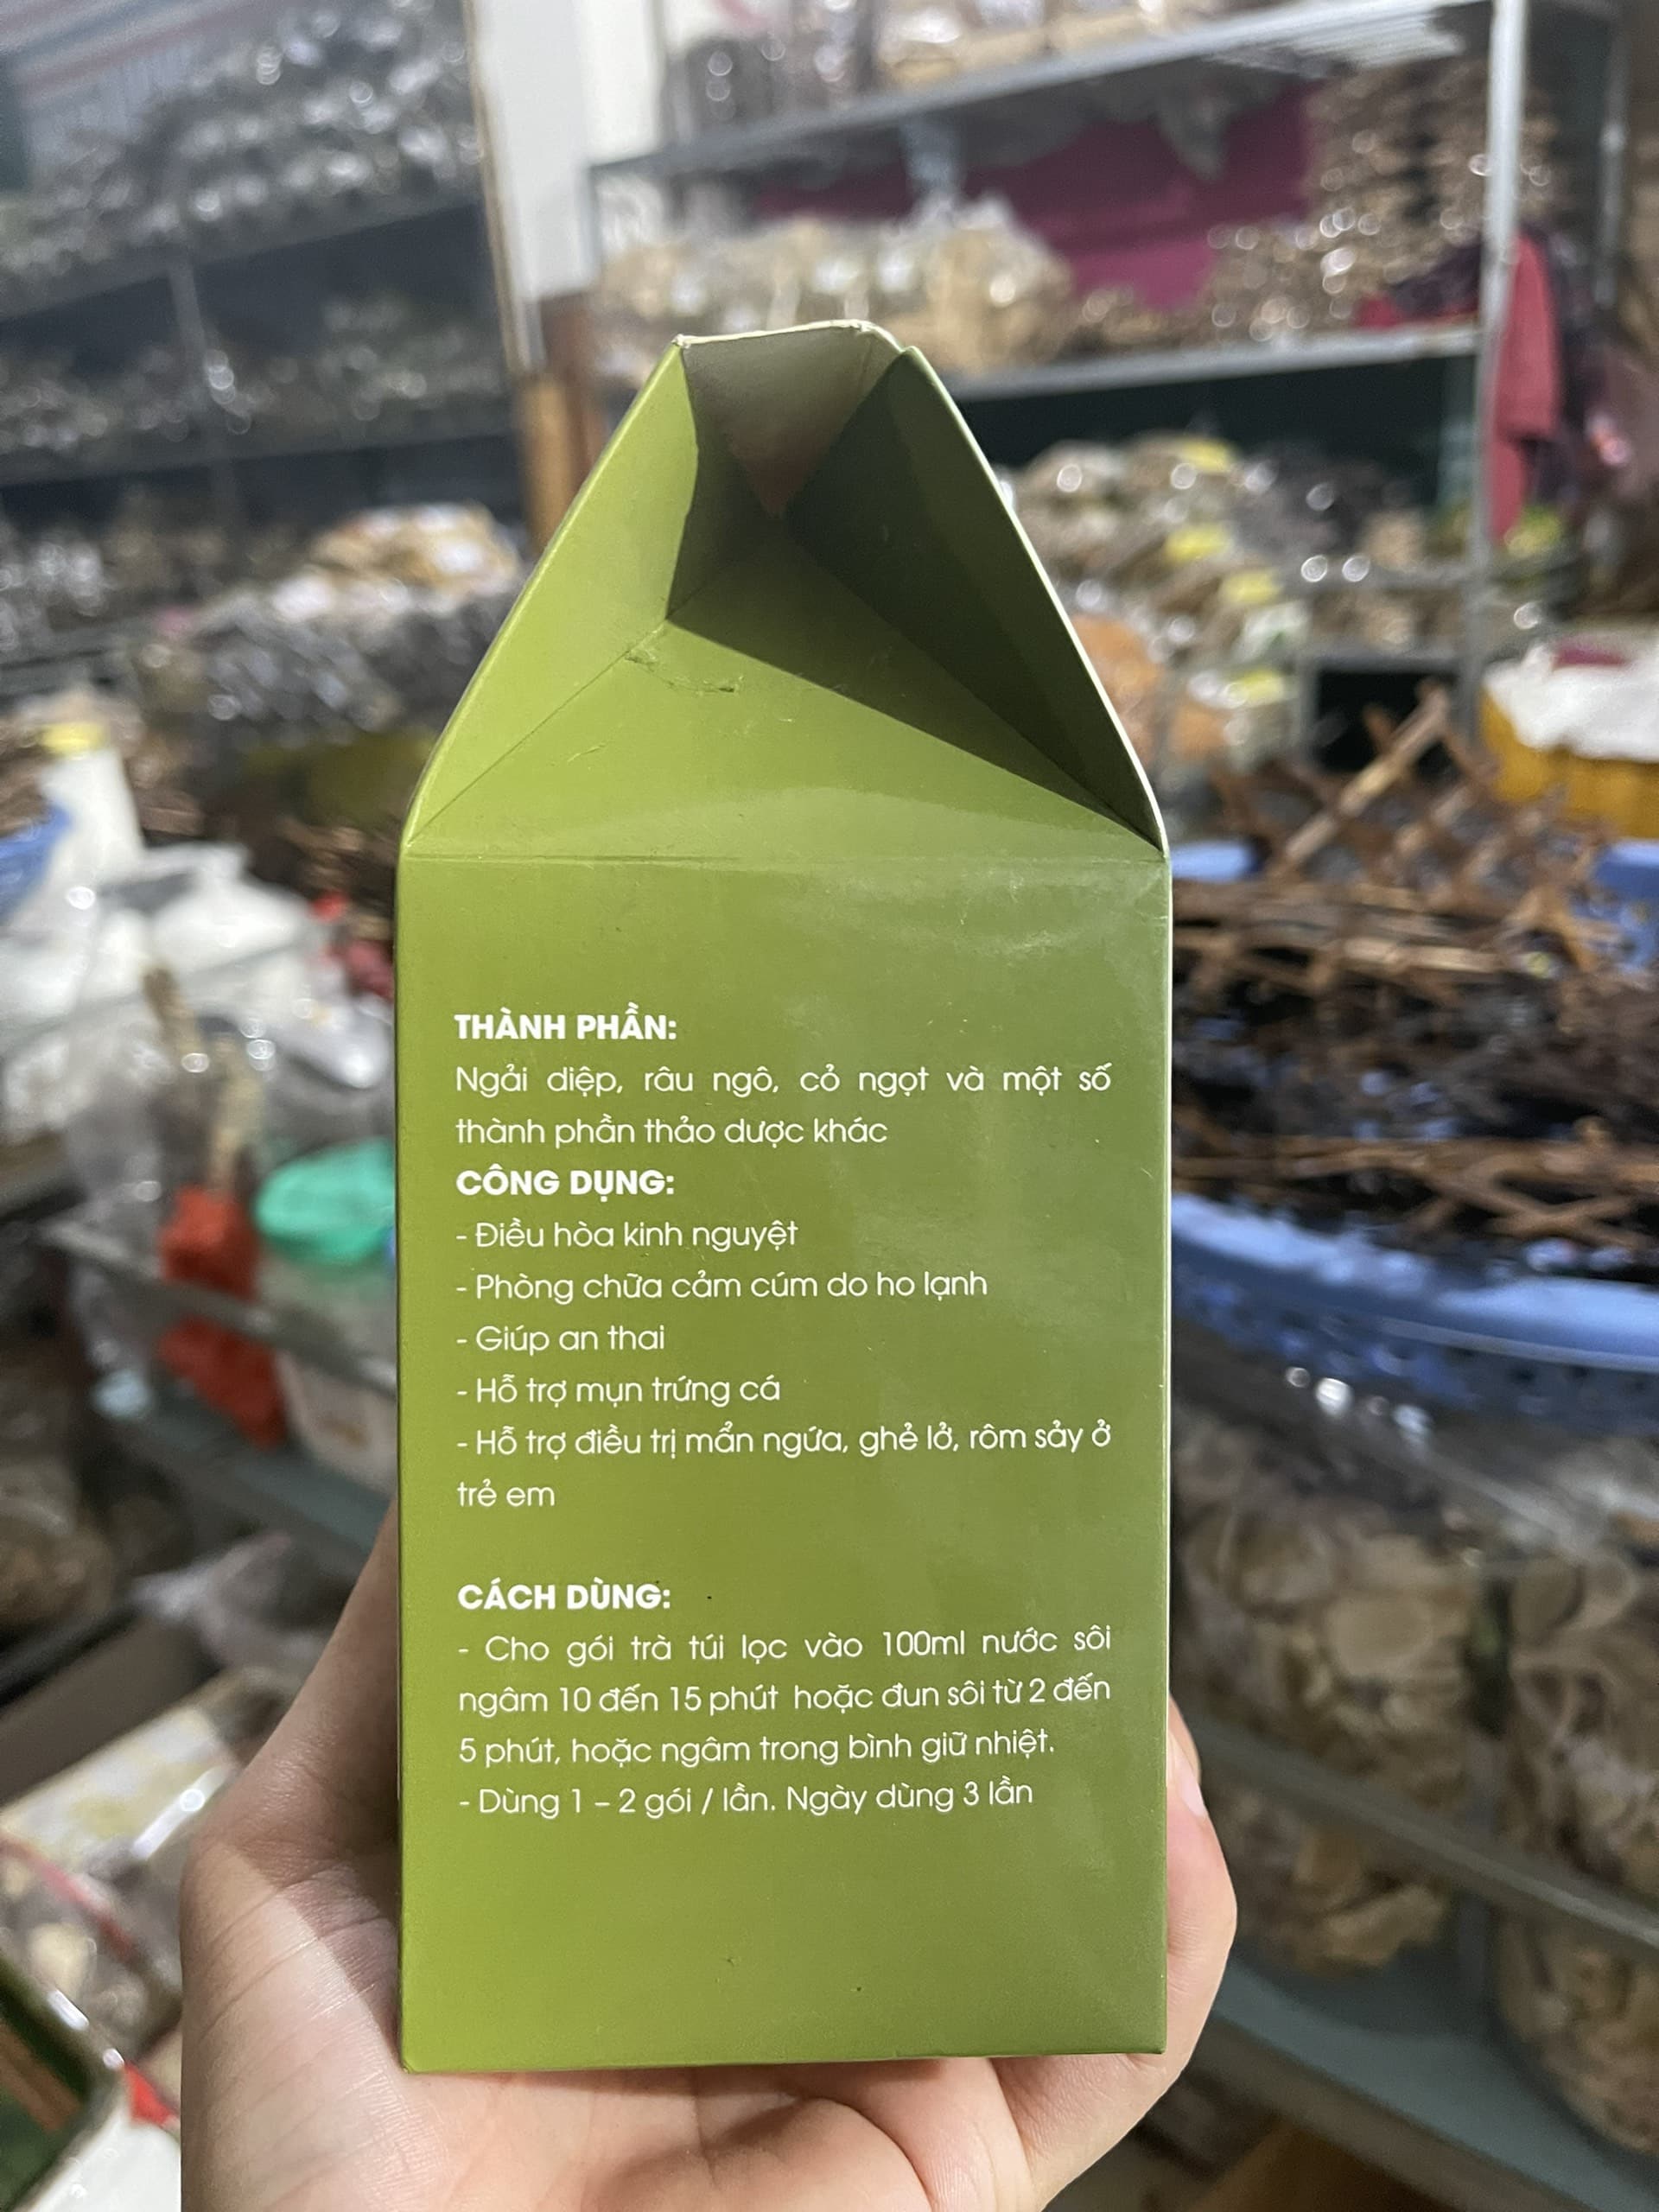 THÀNH PHẦN:
Ngải diệp, râu ngô, cỏ ngọt và một số
thành phần thảo dược khác
CÔNG DỤNG:
- Điều hòa kinh nguyệt
- Phòng chữa cảm cúm do ho lạnh
- Giúp an thai
- Hỗ trợ mụn trứng cá
- Hỗ trợ điều trị mẩn ngứa, ghẻ lở, rôm sảy ở
trẻ em
CÁCH DÙNG:
- Cho gói trà túi lọc vào 100ml nước sôi
ngâm 10 đến 15 phút hoặc đun sôi từ 2 đến
5 phút, hoặc ngâm trong bình giữ nhiệt.
- Dùng 1 – 2 gói / lần. Ngày dùng 3 lần